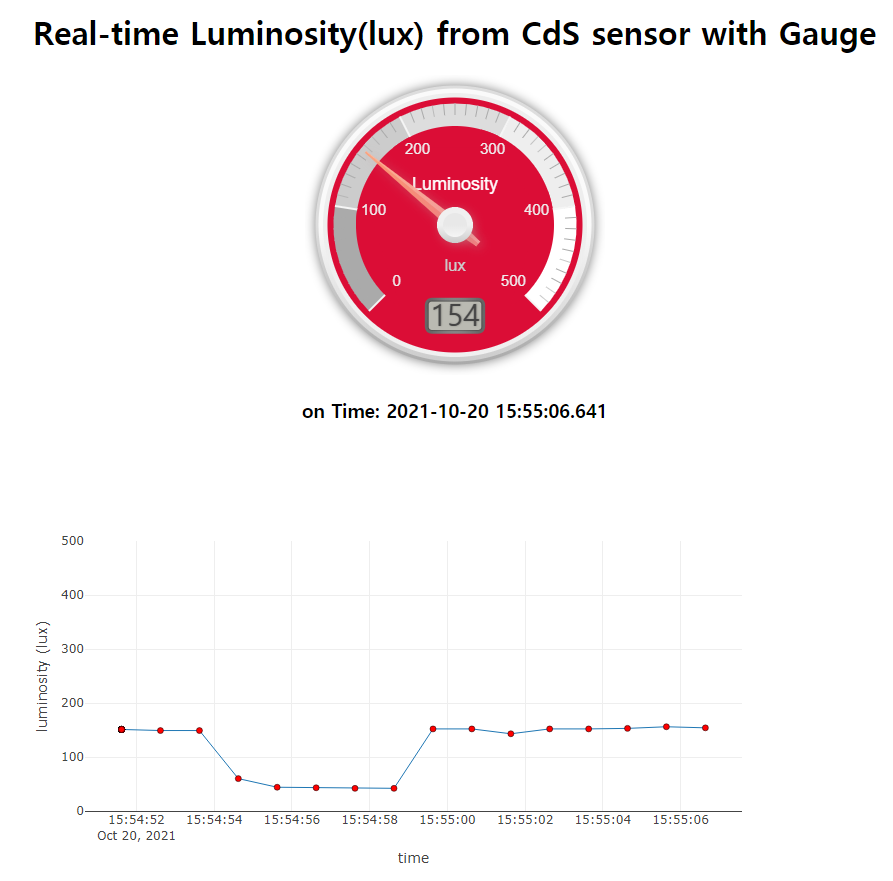 Real-time Luminosity(lux) from CdS sensor with Gauge
200 300
Luminosity
100 400
lux
0 500
154
on Time: 2021-10-20 15:55:06.641
500
400
300
luminosity (lux)
200
100
0
15:54:52 15:54:54 15:54:56 15:54:58 15:55:00 15:55:02 15:55:04 15:55:06
Oct 20, 2021
time